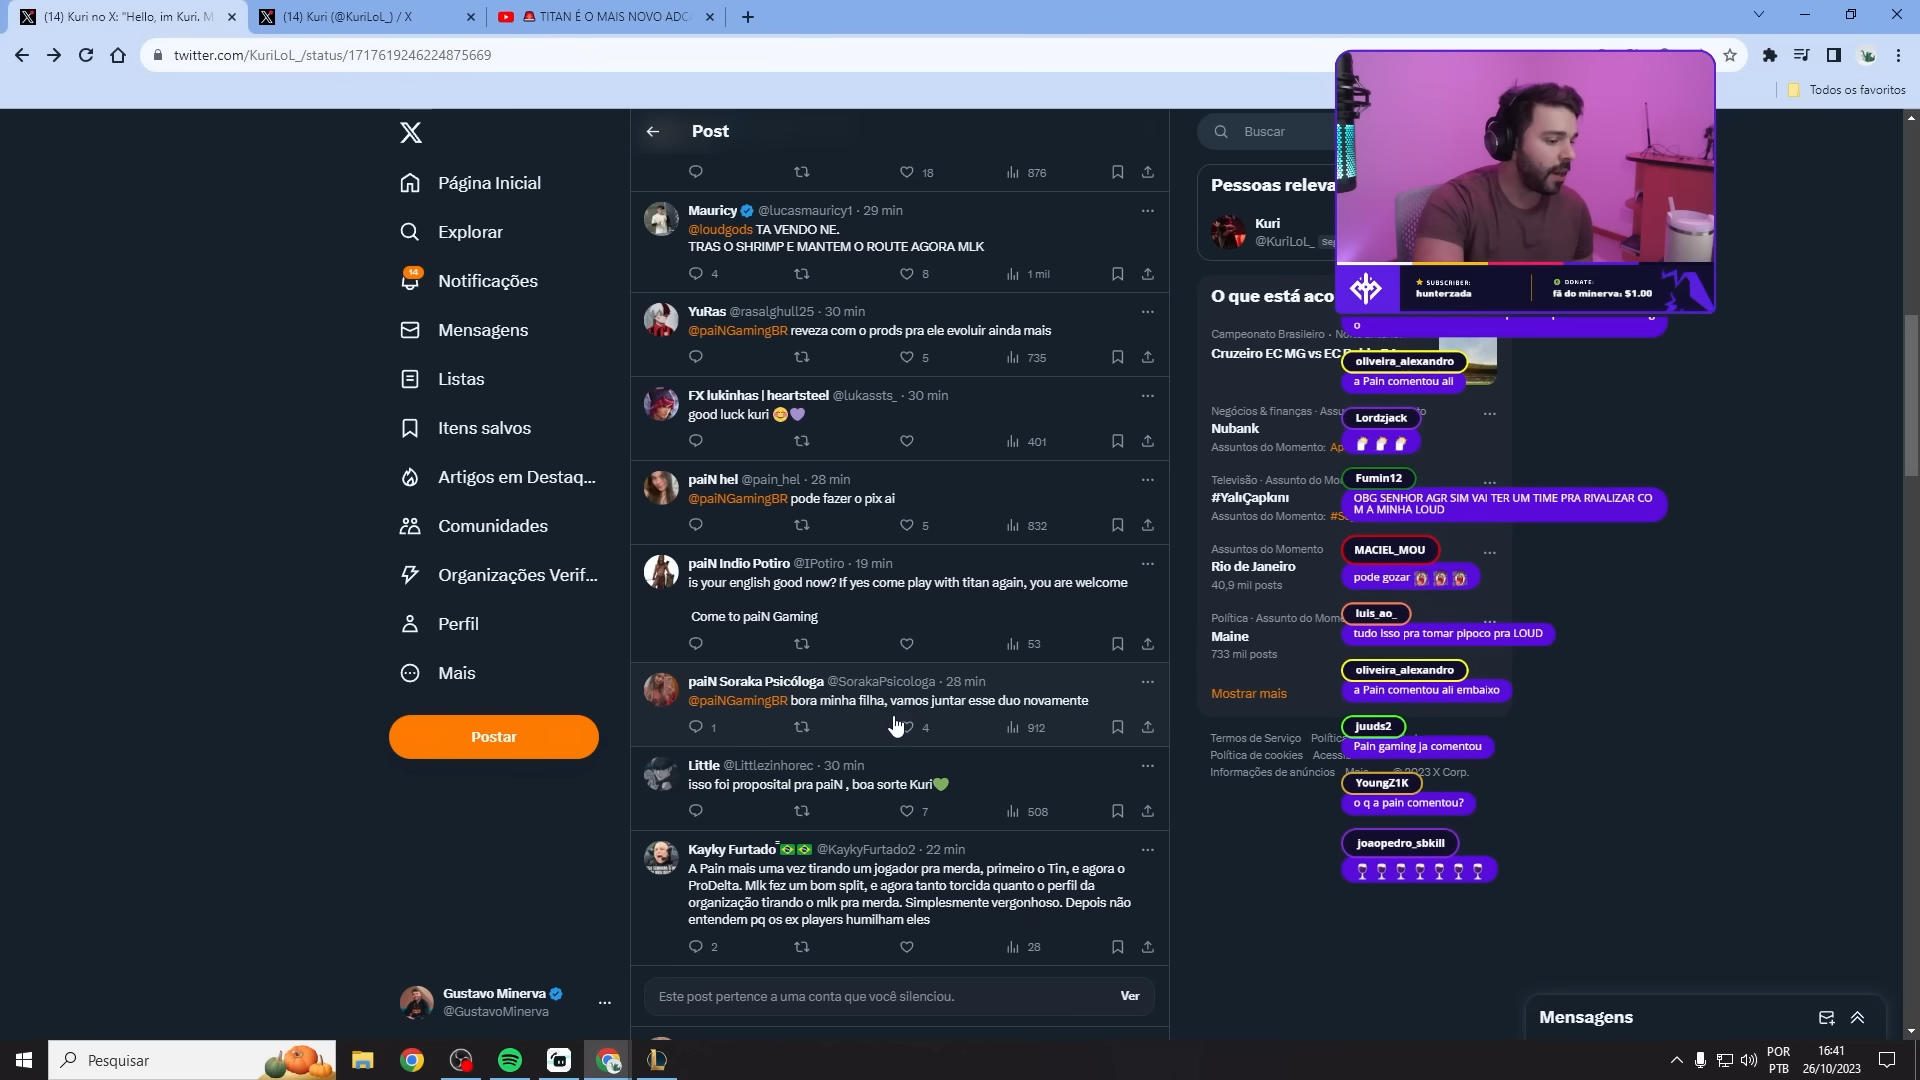 (14) Kuri no X: "Hello, im Kuri. M
(14) Kuri (@KuriLoL_) / X
🚨 TITAN É O MAIS NOVO ADC
twitter.com/KuriLoL_/status/1717619246224875669
Todos os favoritos
Página Inicial
Explorar
14
Notificações
Mensagens
Listas
Itens salvos
Artigos em Destaq...
Comunidades
Organizações Verif...
Perfil
Mais
Postar
Gustavo Minerva
@GustavoMinerva
Post
18
876
Mauricy @lucasmauricy1 · 29 min
@loudgods TA VENDO NE.
TRAS O SHRIMP E MANTEM O ROUTE AGORA MLK
4
8
1 mil
YuRas @rasalghull25 · 30 min
@paiNGamingBR reveza com o prods pra ele evoluir ainda mais
5
735
FX lukinhas | heartsteel @lukassts_ · 30 min
good luck kuri 😊💜
401
paiN hel @pain_hel · 28 min
@paiNGamingBR pode fazer o pix ai
5
832
paiN Indio Potiro @IPotiro · 19 min
is your english good now? If yes come play with titan again, you are welcome
Come to paiN Gaming
53
paiN Soraka Psicóloga @SorakaPsicologa · 28 min
@paiNGamingBR bora minha filha, vamos juntar esse duo novamente
1
4
912
Little @Littlezinhorec · 30 min
isso foi proposital pra paiN , boa sorte Kuri💚
7
508
Kayky Furtado 🇧🇷🇧🇷 @KaykyFurtado2 · 22 min
A Pain mais uma vez tirando um jogador pra merda, primeiro o Tin, e agora o
ProDelta. Mlk fez um bom split, e agora tanto torcida quanto o perfil da
organização tirando o mlk pra merda. Simplesmente vergonhoso. Depois não
entendem pq os ex players humilham eles
2
28
Este post pertence a uma conta que você silenciou.
Ver
Buscar
Pessoas releva
Kuri
@KuriLoL_
O que está aco
Campeonato Brasileiro
Cruzeiro EC MG vs EC
Negócios & finanças
Nubank
Assuntos do Momento:
Televisão · Assunto do Mo
#YalıÇapkını
Assuntos do Momento:
Assuntos do Momento
Rio de Janeiro
40,9 mil posts
Política · Assunto do Mome
Maine
733 mil posts
Mostrar mais
Termos de Serviço
Política de cookies
Informações de anúncios
2023 X Corp.
SUBSCRIBER:
hunterzada
DONATE:
fã do minerva: $1.00
o
oliveira_alexandro
a Pain comentou ali
Lordzjack
Fumin12
OBG SENHOR AGR SIM VAI TER UM TIME PRA RIVALIZAR CO
M A MINHA LOUD
MACIEL_MOU
pode gozar
luis_ao_
tudo isso pra tomar pipoco pra LOUD
oliveira_alexandro
a Pain comentou ali embaixo
juuds2
Pain gaming ja comentou
YoungZ1K
o q a pain comentou?
joaopedro_sbkill
🍷🍷🍷🍷🍷🍷🍷
Mensagens
Pesquisar
POR
PTB
16:41
26/10/2023